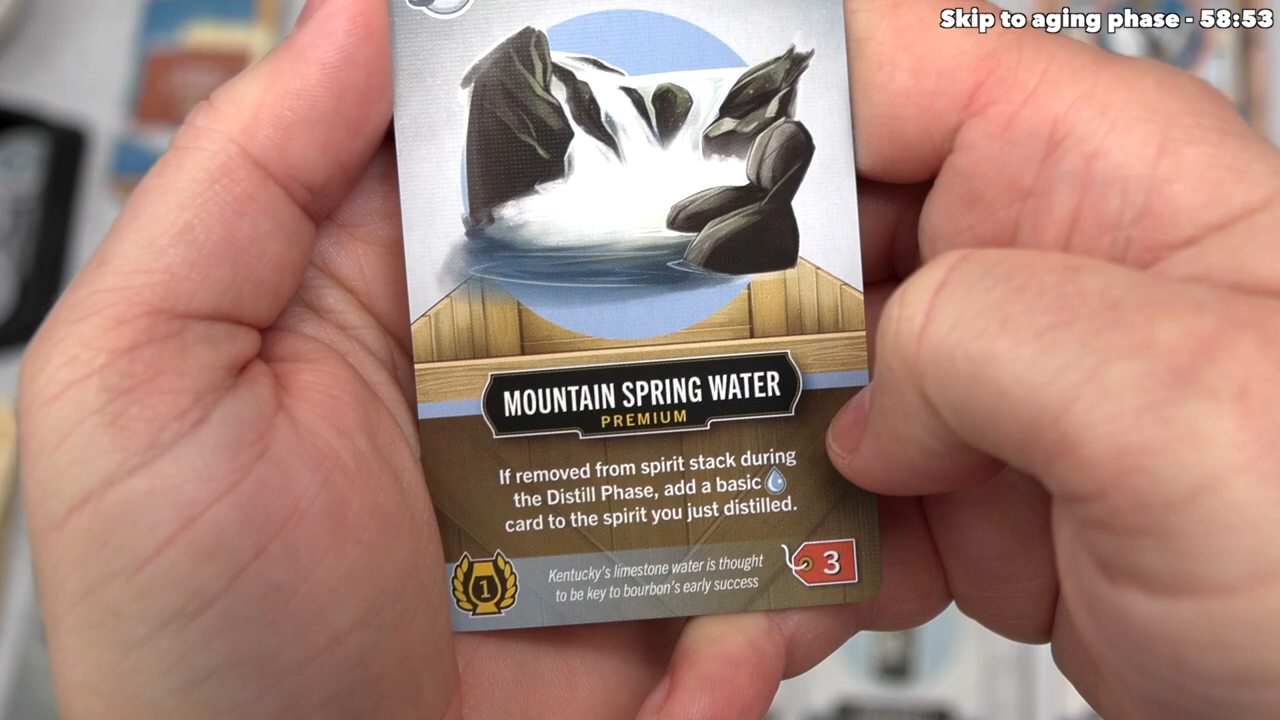 Skip to aging phase - 58:53
MOUNTAIN SPRING WATER
PREMIUM
If removed from spirit stack during
the Distill Phase, add a basic
card to the spirit you just distilled.
1
Kentucky's limestone water is thought
to be key to bourbon's early success
3